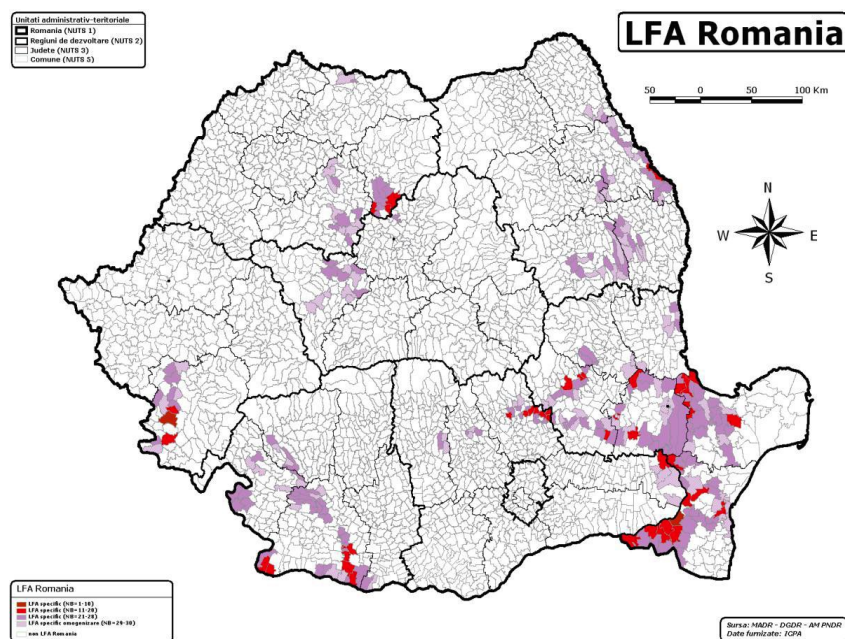 Unitati administrativ-teritoriale
Romania (NUTS 1)
Regiuni de dezvoltare (NUTS 2)
Judete (NUTS 3)
Comune (NUTS 5)
LFA Romania
50 0 50 100 Km
N
W E
S
LFA Romania
LFA specific (NB=1-10)
LFA specific (NB=11-20)
LFA specific (NB=21-28)
LFA specific omogenizare (NB=29-30)
non LFA Romania
Sursa: MADR - DGDR - AM PNDR
Date furnizate: ICPA